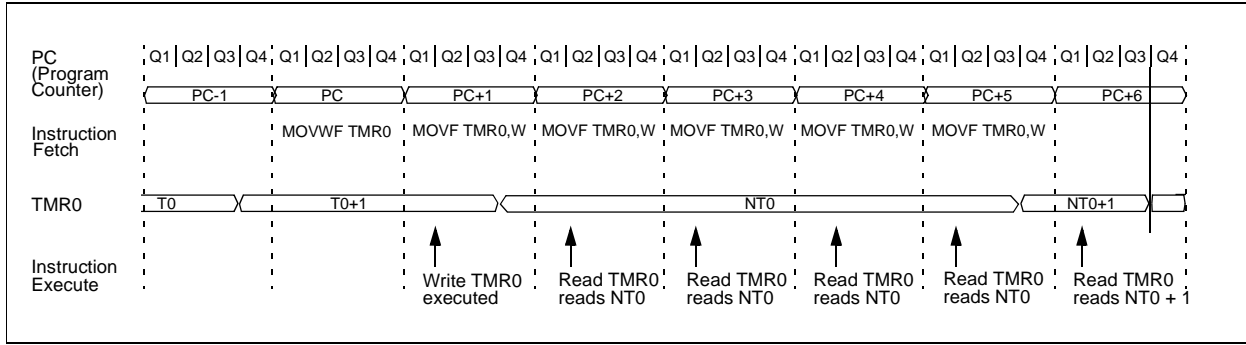 PC
(Program
Counter)
Q1 Q2 Q3 Q4 Q1 Q2 Q3 Q4 Q1 Q2 Q3 Q4 Q1 Q2 Q3 Q4 Q1 Q2 Q3 Q4 Q1 Q2 Q3 Q4 Q1 Q2 Q3 Q4 Q1 Q2 Q3 Q4
PC-1 PC PC+1 PC+2 PC+3 PC+4 PC+5 PC+6
Instruction
Fetch
MOVWF TMR0 MOVF TMR0,W MOVF TMR0,W MOVF TMR0,W MOVF TMR0,W MOVF TMR0,W
TMR0 T0 T0+1 NT0 NT0+1
Instruction
Execute
Write TMR0
executed
Read TMR0
reads NT0
Read TMR0
reads NT0
Read TMR0
reads NT0
Read TMR0
reads NT0
Read TMR0
reads NT0 + 1